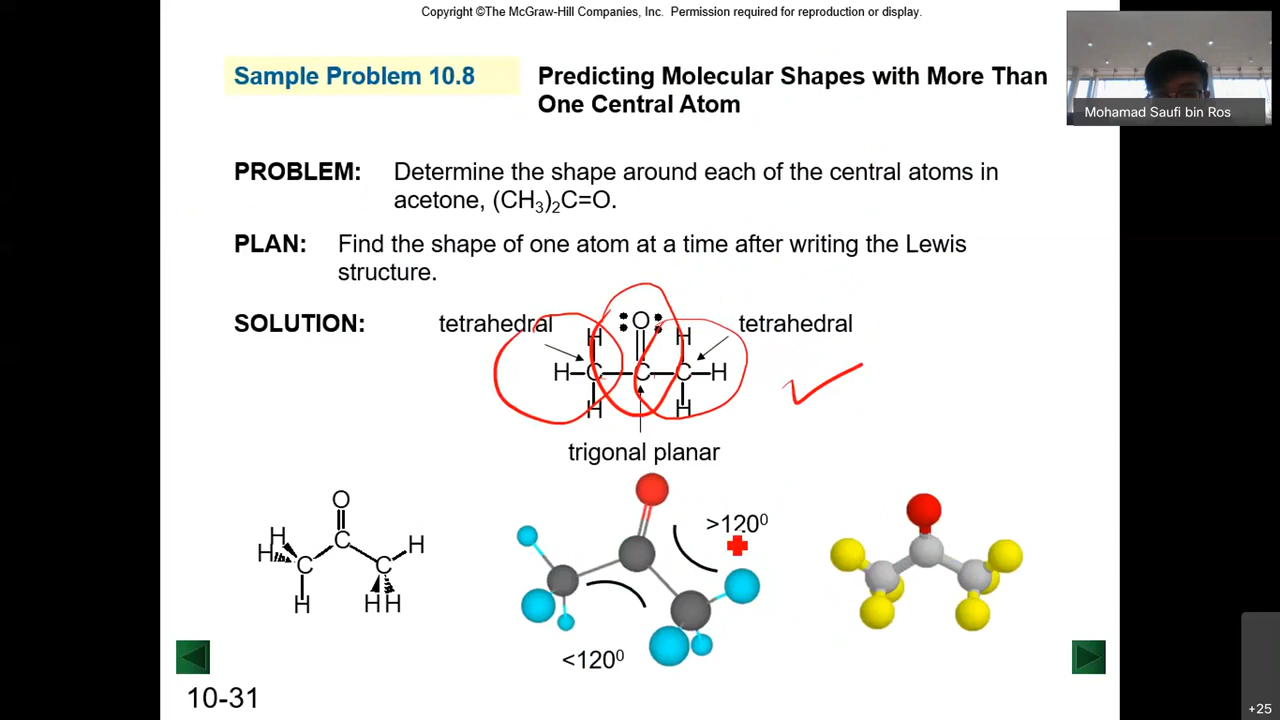 Copyright ©The McGraw-Hill Companies, Inc. Permission required for reproduction or display.
Sample Problem 10.8
Predicting Molecular Shapes with More Than
One Central Atom
Mohamad Saufi bin Ros
PROBLEM: Determine the shape around each of the central atoms in
acetone, (CH₃)₂C=O.
PLAN: Find the shape of one atom at a time after writing the Lewis
structure.
SOLUTION:
tetrahedral
O
tetrahedral
H H
H C C C H
H H
trigonal planar
O
H H C C H
H H H
>120⁰
<120⁰
10-31
+25